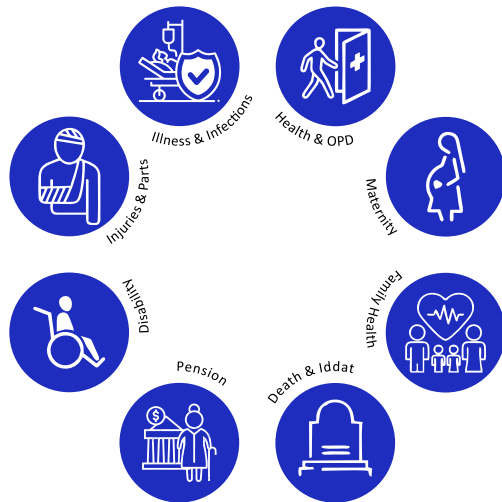 Illness & Infections
Health & OPD
Injuries & Parts
Maternity
Disability
Family Health
Pension
Death & Iddat
$